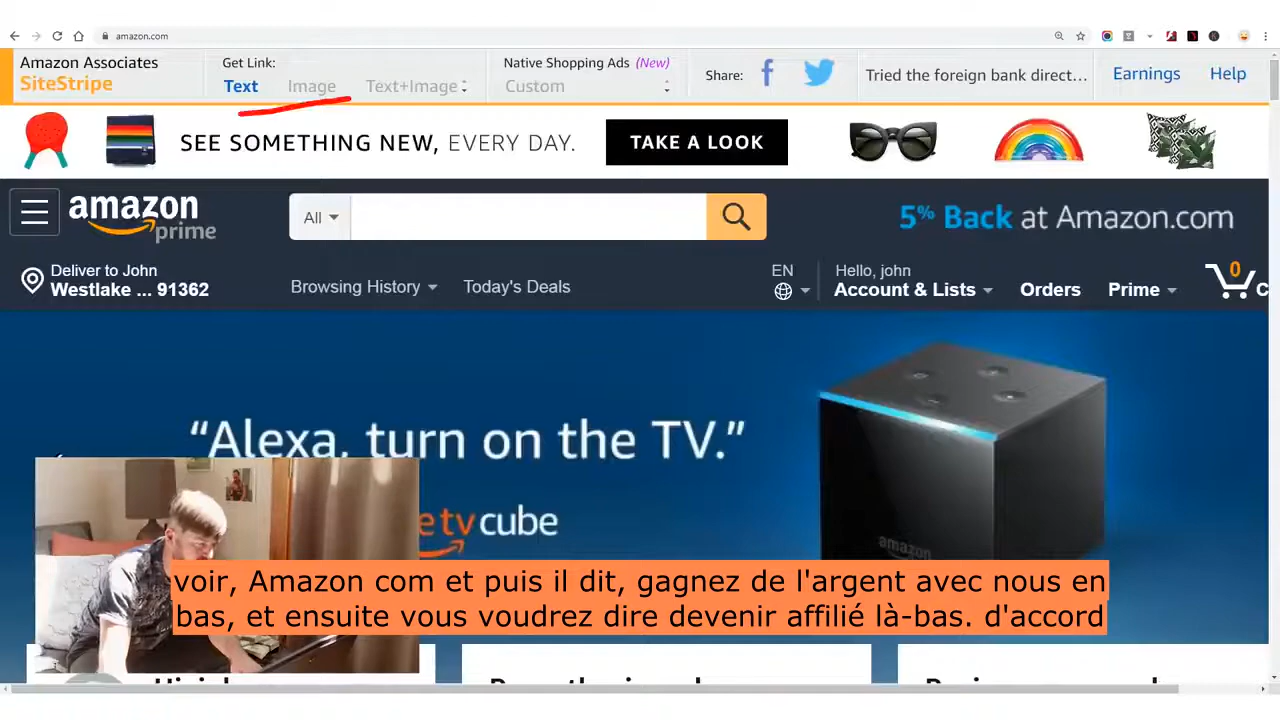 amazon.com
Amazon Associates
SiteStripe
Get Link:
Text Image Text+Image
Native Shopping Ads (New)
Custom
Share:
Tried the foreign bank direct...
Earnings Help
SEE SOMETHING NEW, EVERY DAY.
TAKE A LOOK
amazon
prime
All
5% Back at Amazon.com
Deliver to John
Westlake ... 91362
Browsing History Today's Deals
EN
Hello, john
Account & Lists
Orders
Prime
0
C
“Alexa, turn on the TV.”
etv cube
amazon
voir, Amazon com et puis il dit, gagnez de l'argent avec nous en
bas, et ensuite vous voudrez dire devenir affilié là-bas. d'accord